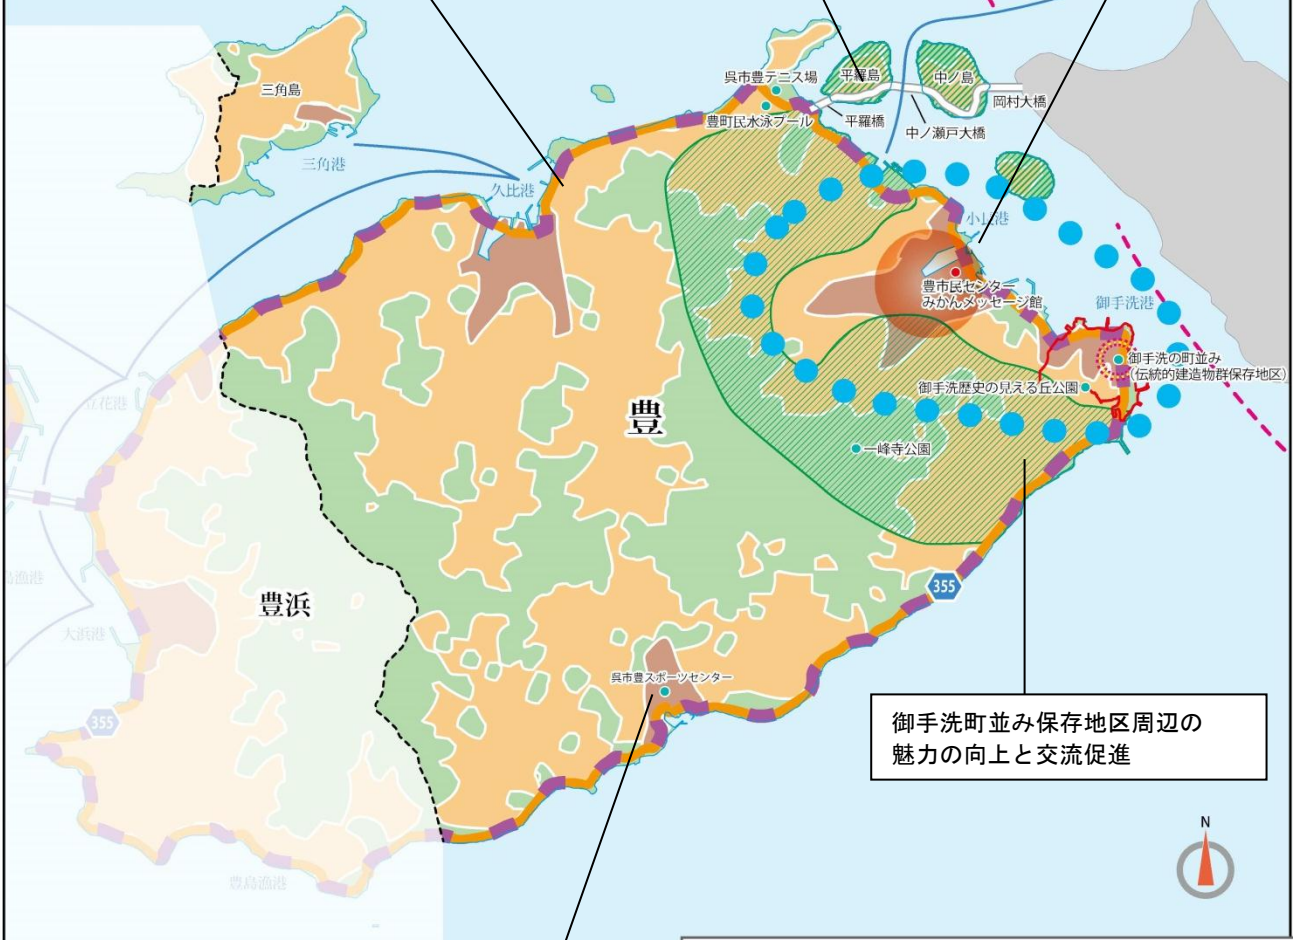 三角島
三角港
久比港
呉市豊テニス場
豊町民水泳プール
平羅島
平羅橋
中ノ島
中ノ瀬戸大橋
岡村大橋
小長港
豊市民センター
みかんメッセージ館
御手洗港
御手洗の町並み
(伝統的建造物群保存地区)
御手洗歴史の見える丘公園
一峰寺公園
豊
355
立花港
豊浜
大浜港
355
豊島漁港
呉市豊スポーツセンター
御手洗町並み保存地区周辺の
魅力の向上と交流促進
N